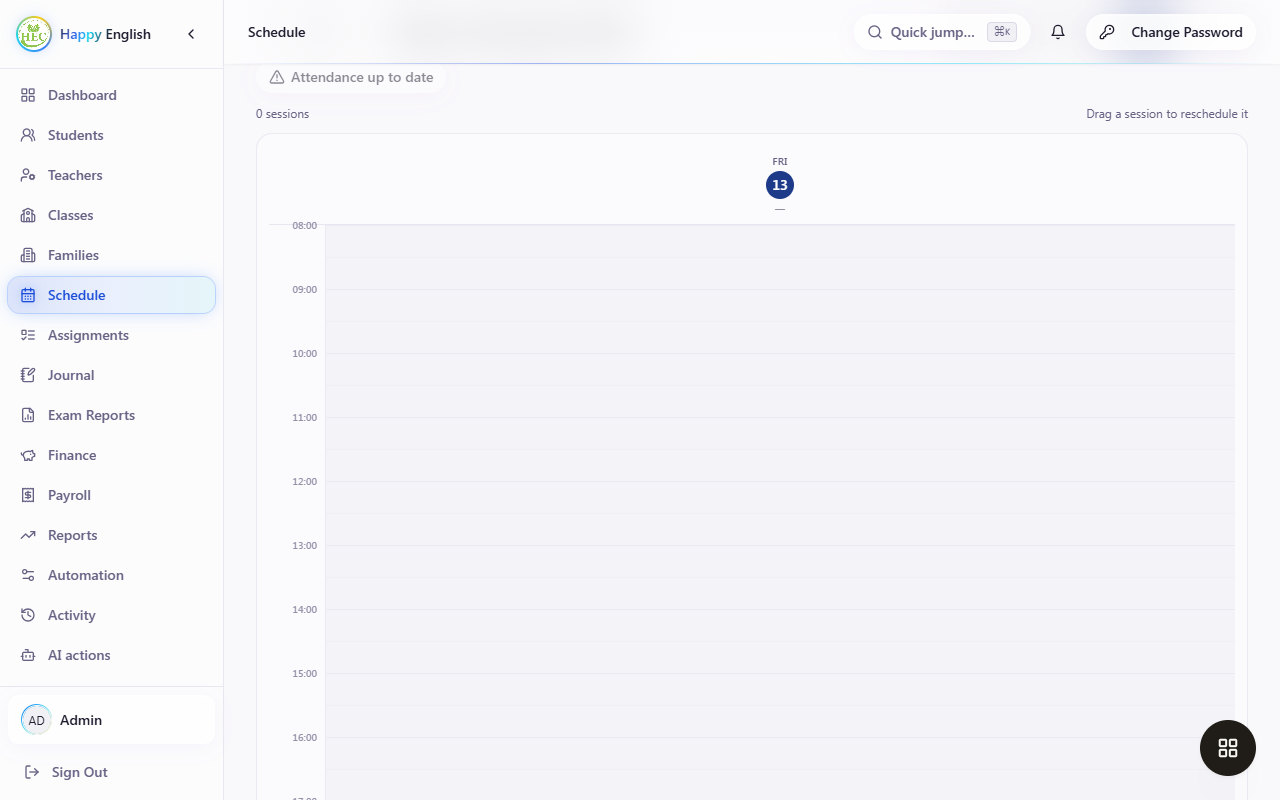 HEC
Happy English
Schedule
Quick jump...
⌘K
Change Password
Dashboard
Students
Teachers
Classes
Families
Schedule
Assignments
Journal
Exam Reports
Finance
Payroll
Reports
Automation
Activity
AI actions
AD
Admin
Sign Out
Attendance up to date
0 sessions
Drag a session to reschedule it
FRI
13
—
08:00
09:00
10:00
11:00
12:00
13:00
14:00
15:00
16:00
17:00